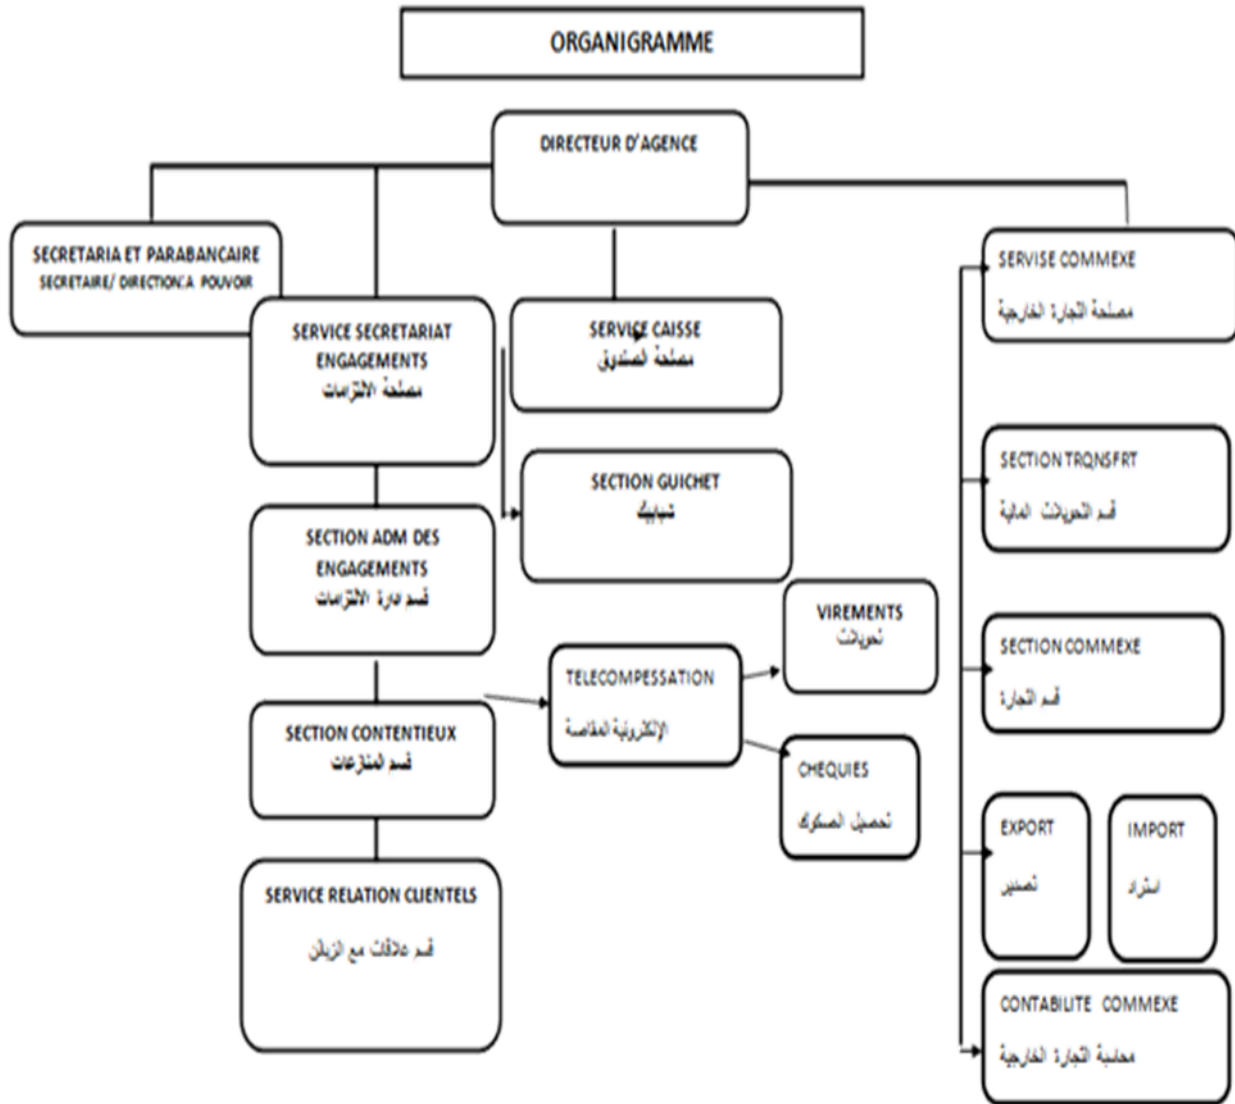 ORGANIGRAMME
DIRECTEUR D'AGENCE
SECRETARIA ET PARABANCAIRE
SECRETAIRE/ DIRECTION:A POUVOIR
SERVICE SECRETARIAT
ENGAGEMENTS
مصلحة الالتزامات
SERVICE CAISSE
مصلحة الصندوق
SERVISE COMMEXE
مصلحة التجارة الخارجية
SECTION GUICHET
شبابيك
SECTION TRQNSFRT
قسم التحويلات المالية
SECTION ADM DES
ENGAGEMENTS
قسم ادارة الالتزامات
VIREMENTS
تحويلات
TELECOMPESSATION
الإلكترونية المقاصة
SECTION COMMEXE
قسم التجارة
SECTION CONTENTIEUX
قسم المنازعات
CHEQUIES
تحصيل الصكوك
EXPORT
تصدير
IMPORT
استراد
SERVICE RELATION CLIENTELS
قسم علاقات مع الزبائن
CONTABILITE COMMEXE
محاسبة التجارة الخارجية